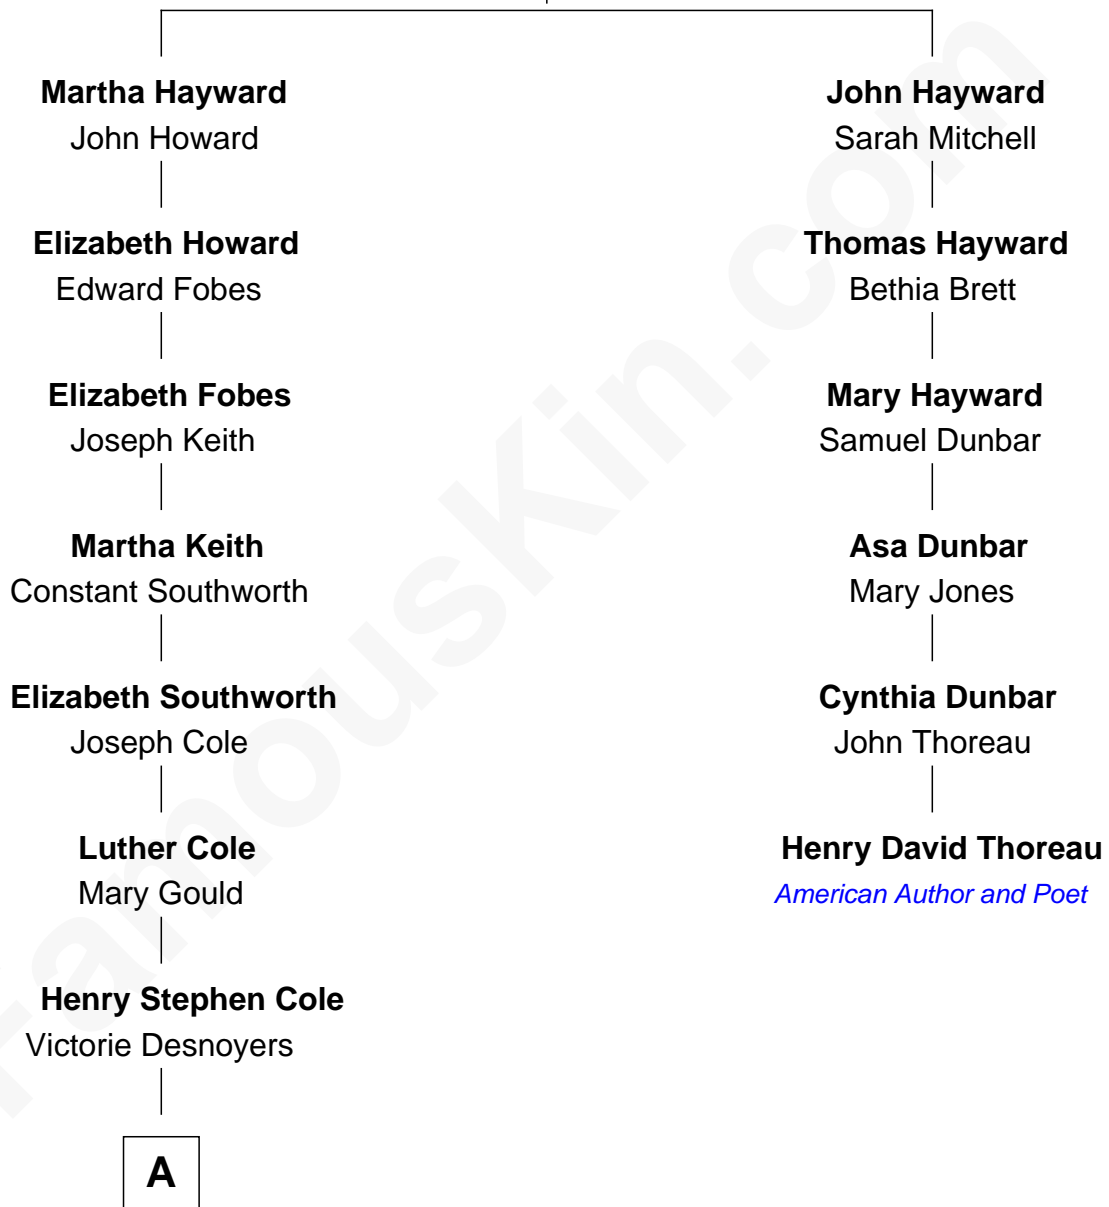 Martha Hayward
John Howard
Elizabeth Howard
Edward Fobes
Elizabeth Fobes
Joseph Keith
Martha Keith
Constant Southworth
Elizabeth Southworth
Joseph Cole
Luther Cole
Mary Gould
Henry Stephen Cole
Victorie Desnoyers
A
John Hayward
Sarah Mitchell
Thomas Hayward
Bethia Brett
Mary Hayward
Samuel Dunbar
Asa Dunbar
Mary Jones
Cynthia Dunbar
John Thoreau
Henry David Thoreau
American Author and Poet
FamousKin.com